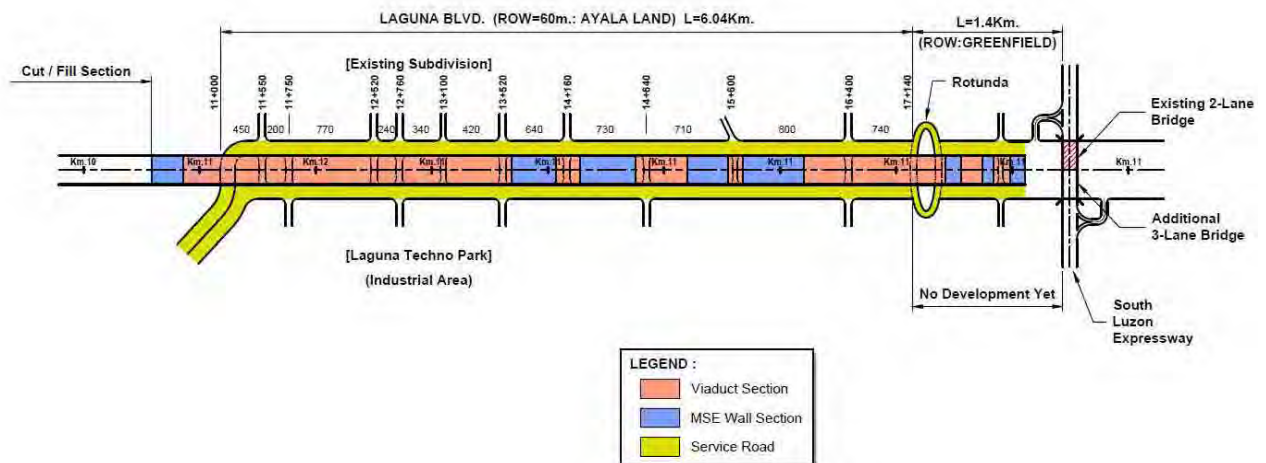 LAGUNA BLVD. (ROW=60m.: AYALA LAND) L=6.04Km.
L=1.4Km.
(ROW:GREENFIELD)
Cut / Fill Section
[Existing Subdivision]
Rotunda
11+000
11+550
11+750
12+520
12+760
13+100
13+520
14+160
14+640
15+600
16+400
17+140
Existing 2-Lane
Bridge
450
200
770
240
340
420
640
730
710
800
740
Km.10
Km.11
Km.12
Km.11
Km.11
Km.11
Km.11
Km.11
Km.11
Km.11
Additional
3-Lane Bridge
[Laguna Techno Park]
(Industrial Area)
No Development Yet
South
Luzon
Expressway
LEGEND :
Viaduct Section
MSE Wall Section
Service Road